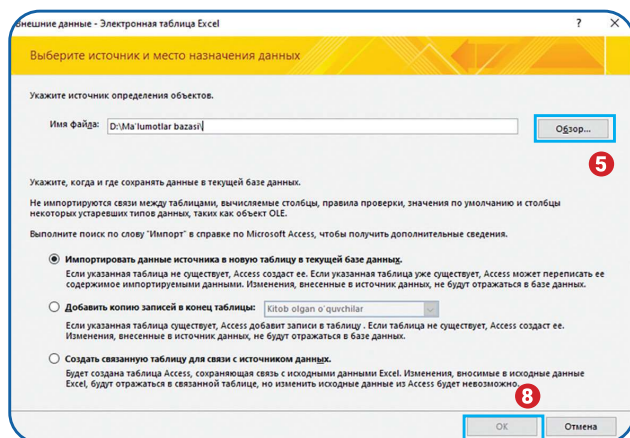 Внешние данные - Электронная таблица Excel ? ✕
Выберите источник и место назначения данных
Укажите источник определения объектов.
Имя файла: D:\Ma'lumotlar bazasi\ Обзор...
5
Укажите, когда и где сохранять данные в текущей базе данных.
Не импортируются связи между таблицами, вычисляемые столбцы, правила проверки, значения по умолчанию и столбцы
некоторых устаревших типов данных, таких как объект OLE.
Выполните поиск по слову "Импорт" в справке по Microsoft Access, чтобы получить дополнительные сведения.
Импортировать данные источника в новую таблицу в текущей базе данных.
Если указанная таблица не существует, Access создаст ее. Если указанная таблица уже существует, Access может переписать ее
содержимое импортируемыми данными. Изменения, внесенные в источник данных, не будут отражаться в базе данных.
Добавить копию записей в конец таблицы: Kitob olgan o`quvchilar
Если указанная таблица существует, Access добавит записи в таблицу . Если таблица не существует, Access создаст ее.
Изменения, внесенные в источник данных, не будут отражаться в базе данных.
Создать связанную таблицу для связи с источником данных.
Будет создана таблица Access, сохраняющая связь с исходными данными Excel. Изменения, вносимые в исходные данные
Excel, будут отражаться в связанной таблице, но изменить исходные данные из Access будет невозможно.
8
ОК Отмена